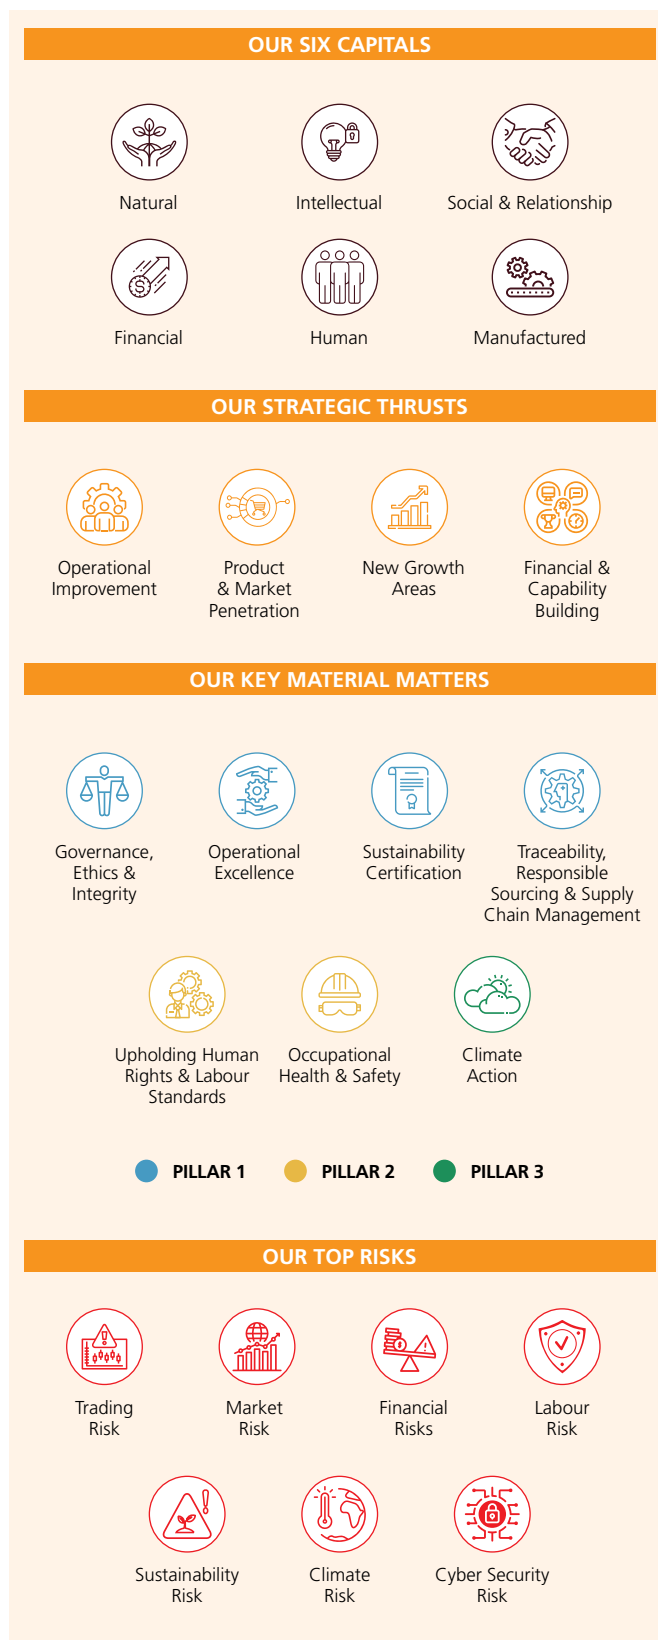 OUR SIX CAPITALS
Natural
Intellectual
Social & Relationship
Financial
Human
Manufactured
OUR STRATEGIC THRUSTS
Operational
Improvement
Product
& Market
Penetration
New Growth
Areas
Financial &
Capability
Building
OUR KEY MATERIAL MATTERS
Governance,
Ethics &
Integrity
Operational
Excellence
Sustainability
Certification
Traceability,
Responsible
Sourcing & Supply
Chain Management
Upholding Human
Rights & Labour
Standards
Occupational
Health & Safety
Climate
Action
PILLAR 1
PILLAR 2
PILLAR 3
OUR TOP RISKS
Trading
Risk
Market
Risk
Financial
Risks
Labour
Risk
Sustainability
Risk
Climate
Risk
Cyber Security
Risk